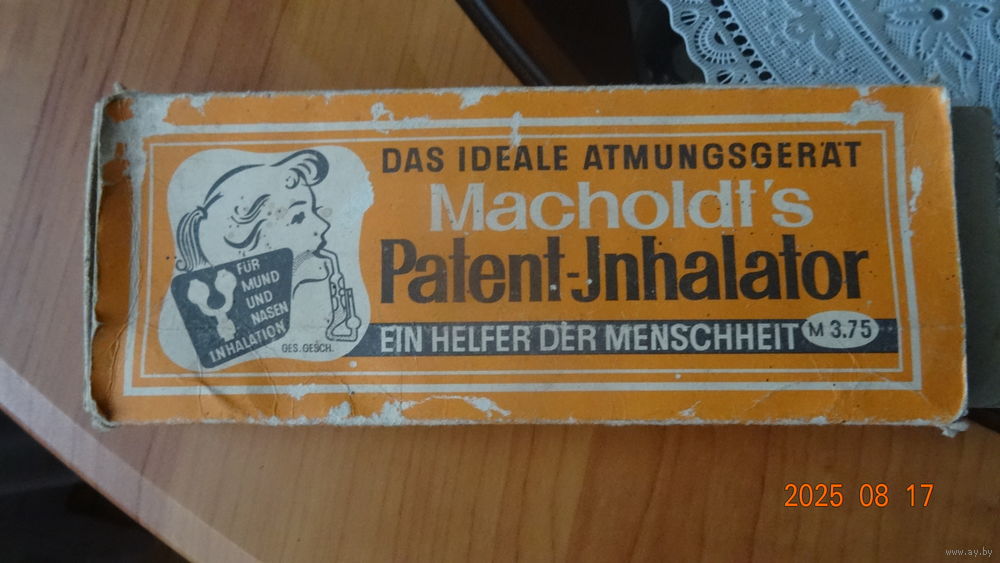 DAS IDEALE ATMUNGSGERÄT
Macholdt's
Patent-Jnhalator
EIN HELFER DER MENSCHHEIT M 3.75
FÜR
MUND
UND
NASEN
INHALATION
GES. GESCH.
2025 08 17
www.ay.by